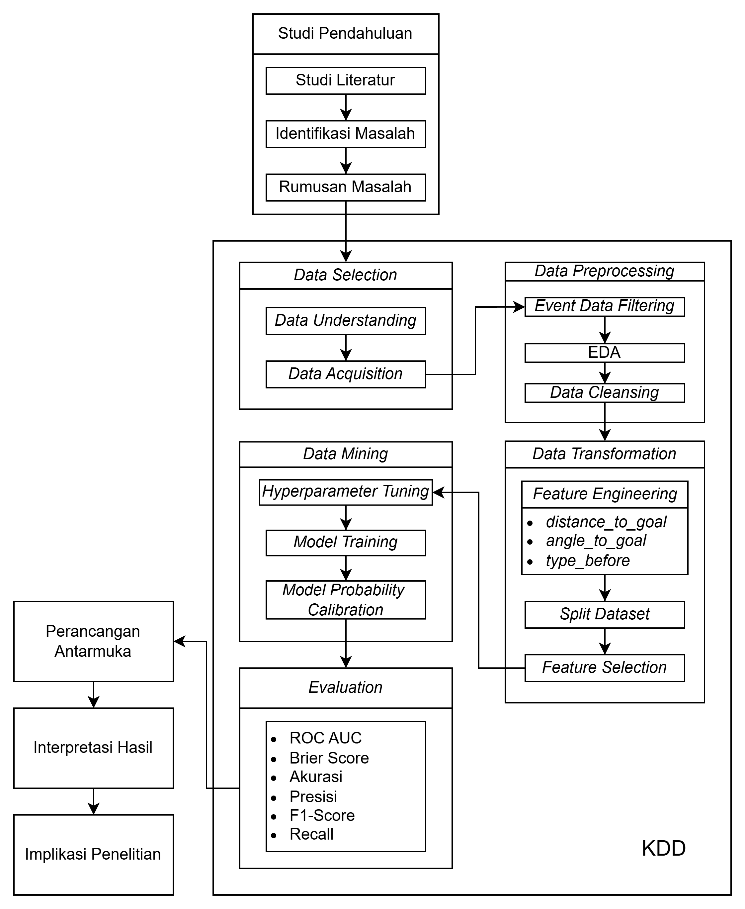 Studi Pendahuluan
Studi Literatur
Identifikasi Masalah
Rumusan Masalah
Data Selection
Data Understanding
Data Acquisition
Data Preprocessing
Event Data Filtering
EDA
Data Cleansing
Data Transformation
Feature Engineering
• distance_to_goal
• angle_to_goal
• type_before
Split Dataset
Feature Selection
Data Mining
Hyperparameter Tuning
Model Training
Model Probability
Calibration
Evaluation
• ROC AUC
• Brier Score
• Akurasi
• Presisi
• F1-Score
• Recall
KDD
Perancangan
Antarmuka
Interpretasi Hasil
Implikasi Penelitian